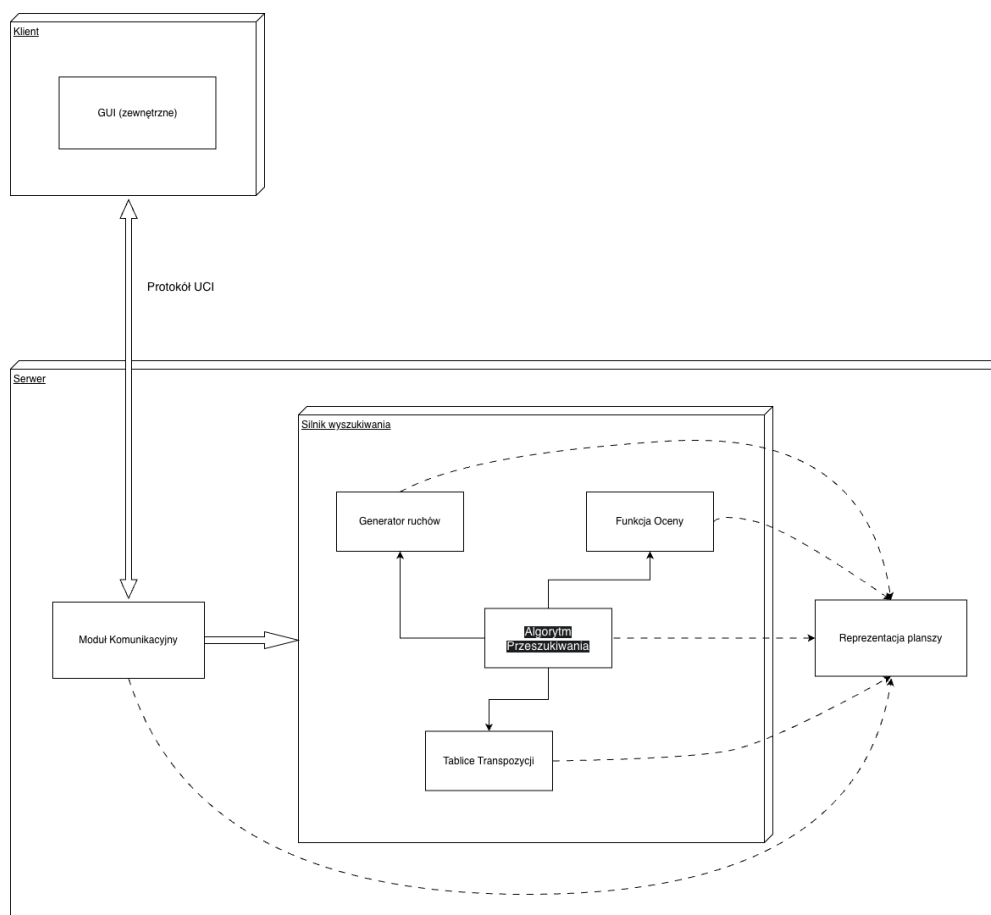 Klient
GUI (zewnętrzne)
Protokół UCI
Serwer
Silnik wyszukiwania
Generator ruchów
Funkcja Oceny
Moduł Komunikacyjny
Algorytm
Przeszukiwania
Reprezentacja planszy
Tablice Transpozycji